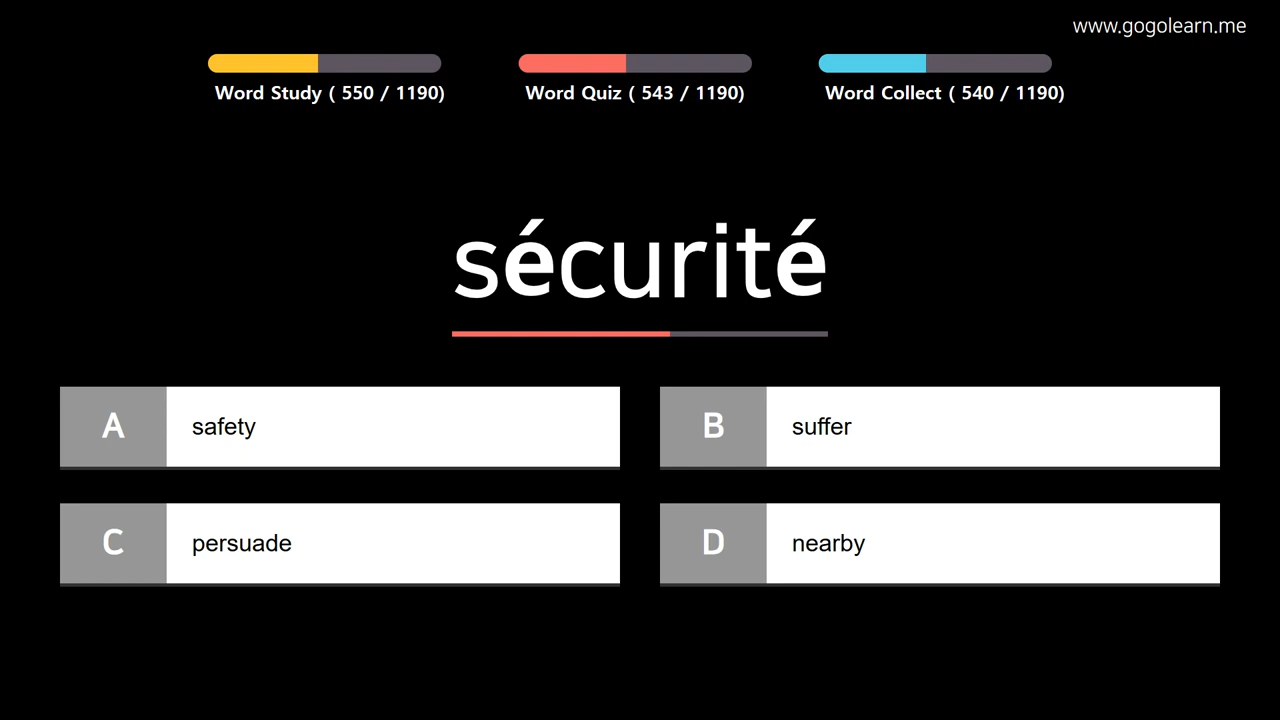 www.gogolearn.me
Word Study ( 550 / 1190)
Word Quiz ( 543 / 1190)
Word Collect ( 540 / 1190)
sécurité
A safety
B suffer
C persuade
D nearby